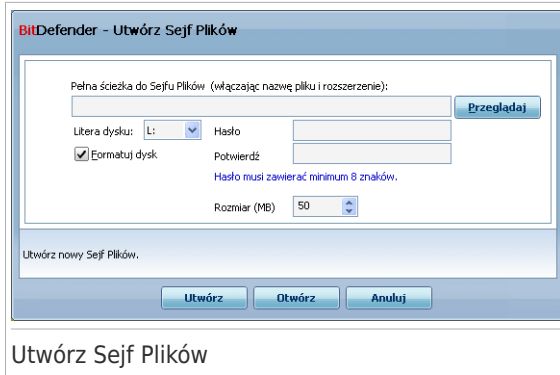 BitDefender - Utwórz Sejf Plików
Pełna ścieżka do Sejfu Plików (włączając nazwę pliku i rozszerzenie):
Przeglądaj
Litera dysku: L: Hasło
Formatuj dysk Potwierdź
Hasło musi zawierać minimum 8 znaków.
Rozmiar (MB) 50
Utwórz nowy Sejf Plików.
Utwórz Otwórz Anuluj
Utwórz Sejf Plików